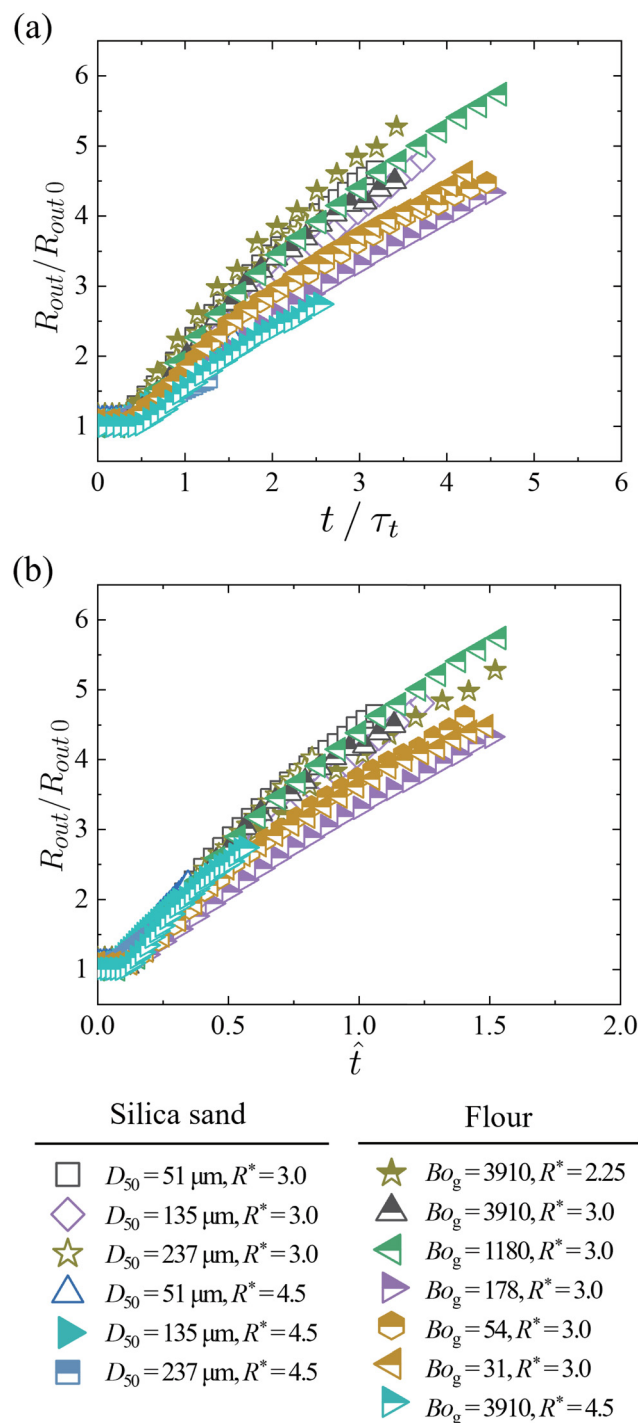 (a)
6
5
4
3
2
1
R_out/R_out 0
0 1 2 3 4 5 6
t / τ_t
(b)
6
5
4
3
2
1
R_out/R_out 0
0.0 0.5 1.0 1.5 2.0
t̂
Silica sand
D50 = 51 μm, R* = 3.0
D50 = 135 μm, R* = 3.0
D50 = 237 μm, R* = 3.0
D50 = 51 μm, R* = 4.5
D50 = 135 μm, R* = 4.5
D50 = 237 μm, R* = 4.5
Flour
Bog = 3910, R* = 2.25
Bog = 3910, R* = 3.0
Bog = 1180, R* = 3.0
Bog = 178, R* = 3.0
Bog = 54, R* = 3.0
Bog = 31, R* = 3.0
Bog = 3910, R* = 4.5